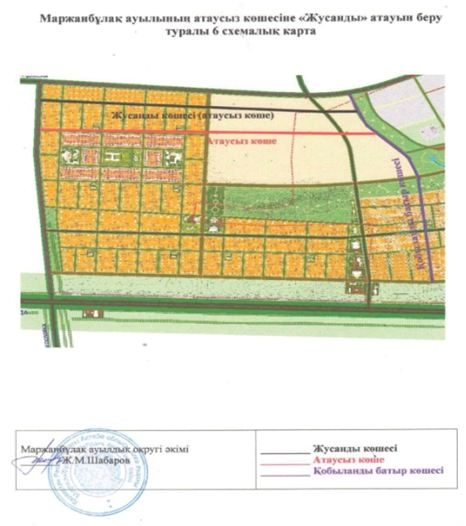 Маржанбұлақ ауылының атаусыз көшесіне «Жусанды» атауын беру
туралы 6 схемалық карта
Жусанды көшесі (атаусыз көше)
Атаусыз көше
Қобыланды батыр көшесі
Маржанбұлақ ауылдық округі әкімі
Ж.М.Шабаров
Жусанды көшесі
Атаусыз көше
Қобыланды батыр көшесі